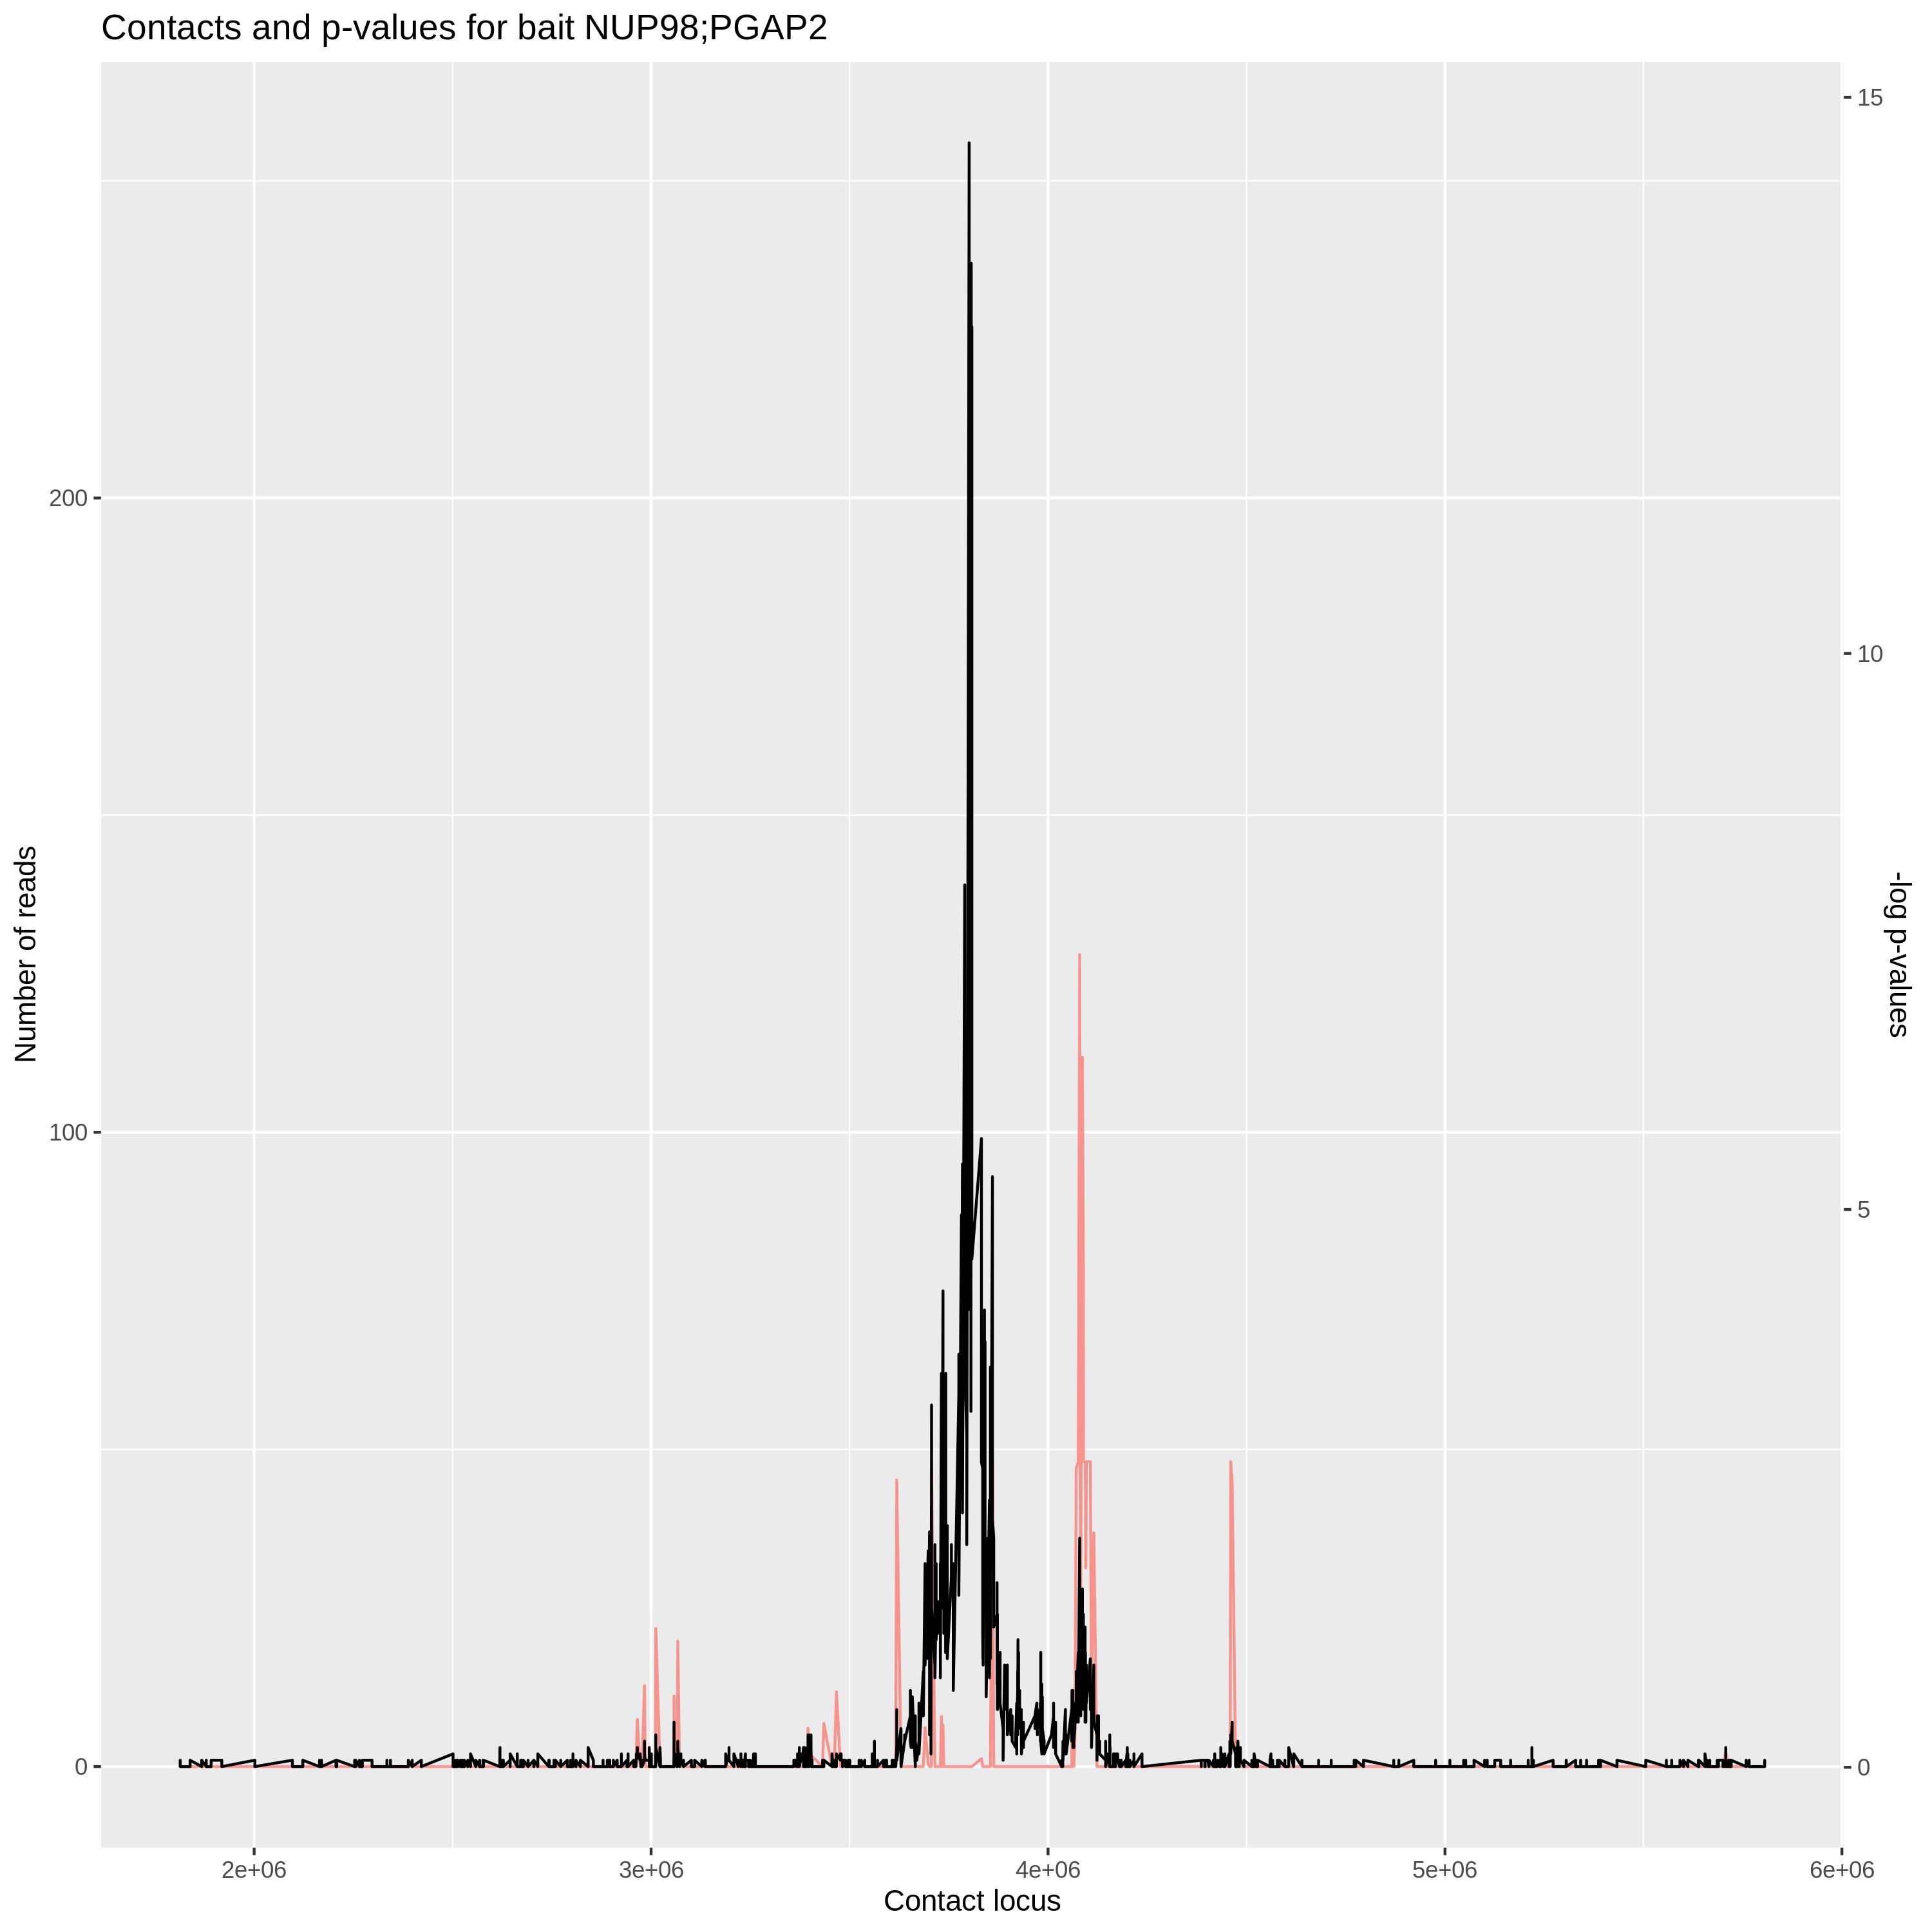 Contacts and p-values for bait NUP98;PGAP2
15
200
10
Number of reads
-log p-values
100
5
0
0
2e+06
3e+06
4e+06
5e+06
6e+06
Contact locus